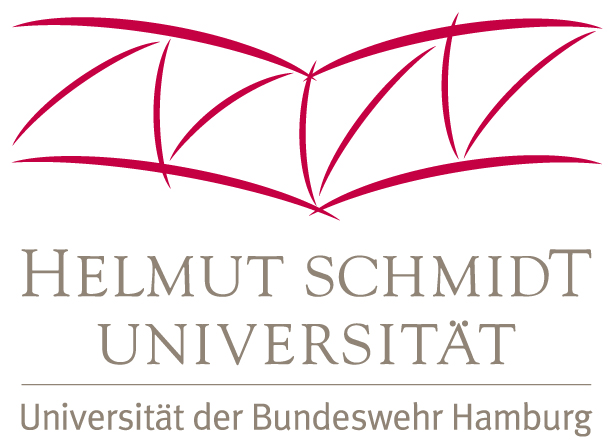 HELMUT SCHMIDT
UNIVERSITÄT
Universität der Bundeswehr Hamburg